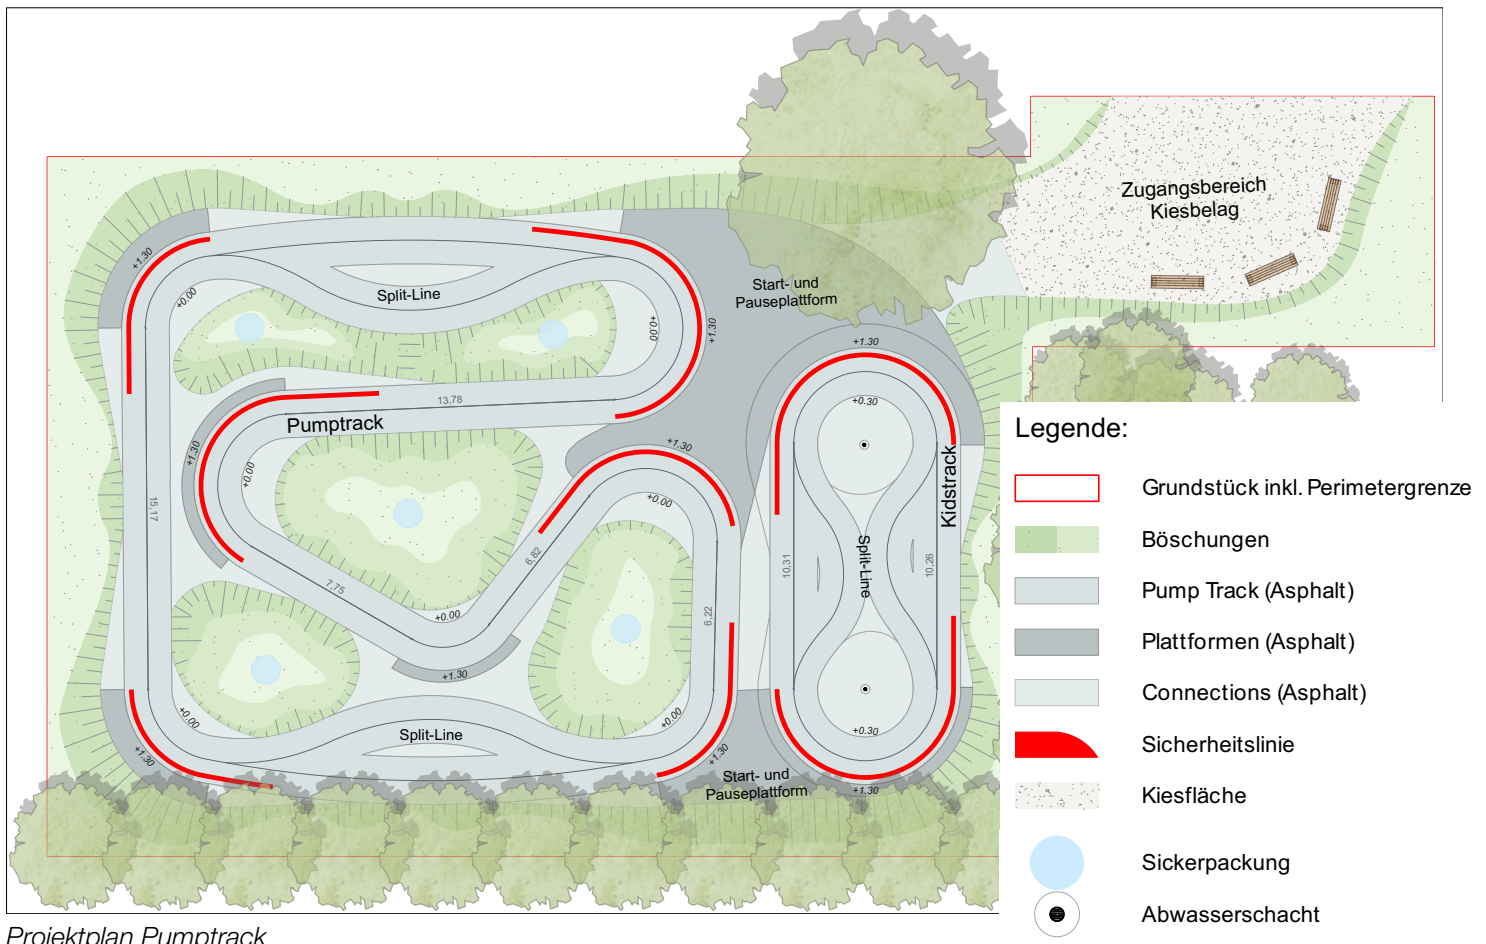 Zugangsbereich
Kiesbelag
+1.30
+0.00
Split-Line
+0.00
+1.30
Start- und
Pauseplattform
+1.30
+0.30
13,78
Pumptrack
+1.30
+0.00
+1.30
+0.00
Kidstrack
15,17
7,75
6,82
+0.00
+1.30
6,22
10,31
Split-Line
10,26
+0.00
Split-Line
+0.00
+1.30
+1.30
+0.30
Start- und
Pauseplattform
+1.30
Legende:
Grundstück inkl. Perimetergrenze
Böschungen
Pump Track (Asphalt)
Plattformen (Asphalt)
Connections (Asphalt)
Sicherheitslinie
Kiesfläche
Sickerpackung
Abwasserschacht
Projektplan Pumptrack